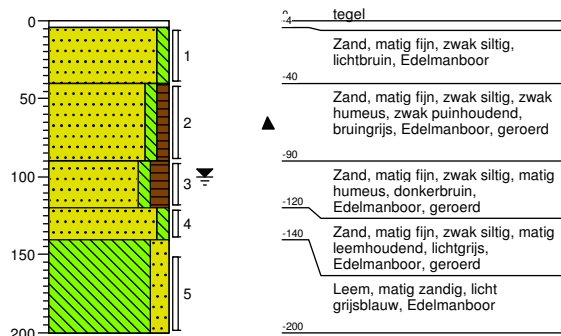 0
50
100
150
200
1
2
3
4
5
-4
-40
-90
-120
-140
-200
tegel
Zand, matig fijn, zwak siltig,
lichtbruin, Edelmanboor
Zand, matig fijn, zwak siltig, zwak
humeus, zwak puinhoudend,
bruingrijs, Edelmanboor, geroerd
Zand, matig fijn, zwak siltig, matig
humeus, donkerbruin,
Edelmanboor, geroerd
Zand, matig fijn, zwak siltig, matig
leemhoudend, lichtgrijs,
Edelmanboor, geroerd
Leem, matig zandig, licht
grijsblauw, Edelmanboor